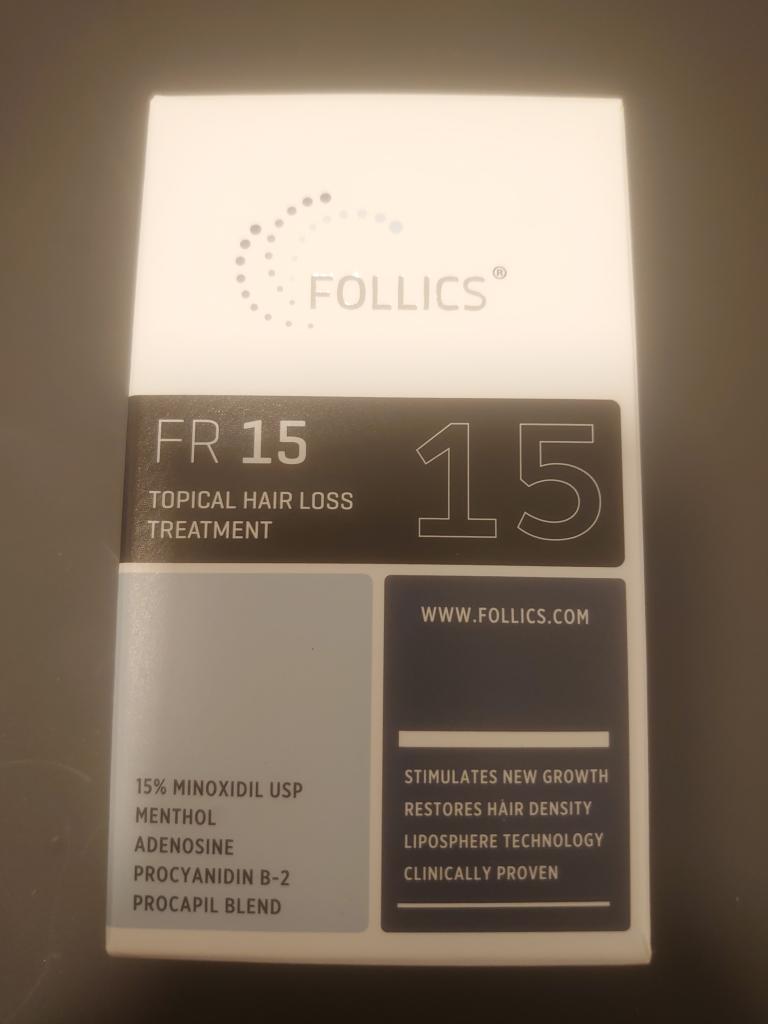 FOLLICS®
FR 15
15
TOPICAL HAIR LOSS
TREATMENT
WWW.FOLLICS.COM
15% MINOXIDIL USP
MENTHOL
ADENOSINE
PROCYANIDIN B-2
PROCAPIL BLEND
STIMULATES NEW GROWTH
RESTORES HAIR DENSITY
LIPOSPHERE TECHNOLOGY
CLINICALLY PROVEN